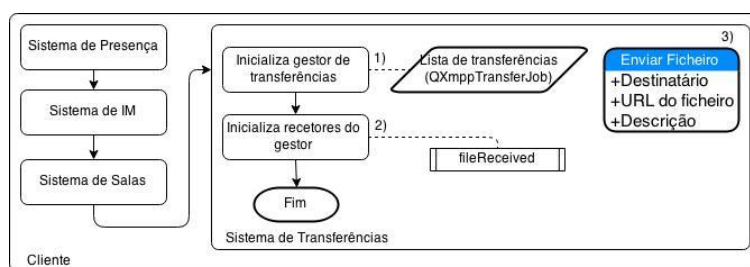 Sistema de Presença
Sistema de IM
Sistema de Salas
Cliente
Inicializa gestor de
transferências
1)
Lista de transferências
(QXmppTransferJob)
Inicializa recetores do
gestor
2)
fileReceived
Fim
Sistema de Transferências
3)
Enviar Ficheiro
+Destinatário
+URL do ficheiro
+Descrição